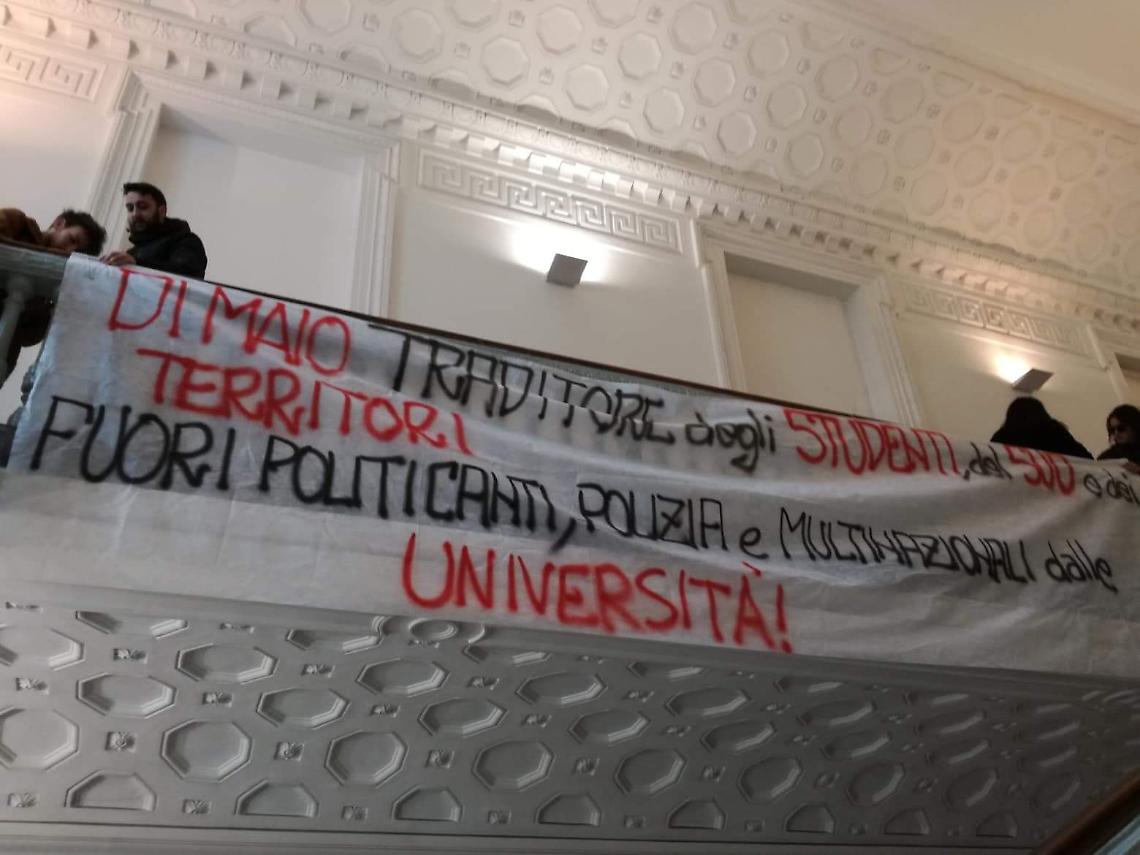 DI MAIO TRADITORE degli STUDENTI, del SUD e dei
TERRITORI
FUORI POLITICANTI, POLIZIA e MULTINAZIONALI dalle
UNIVERSITÀ!